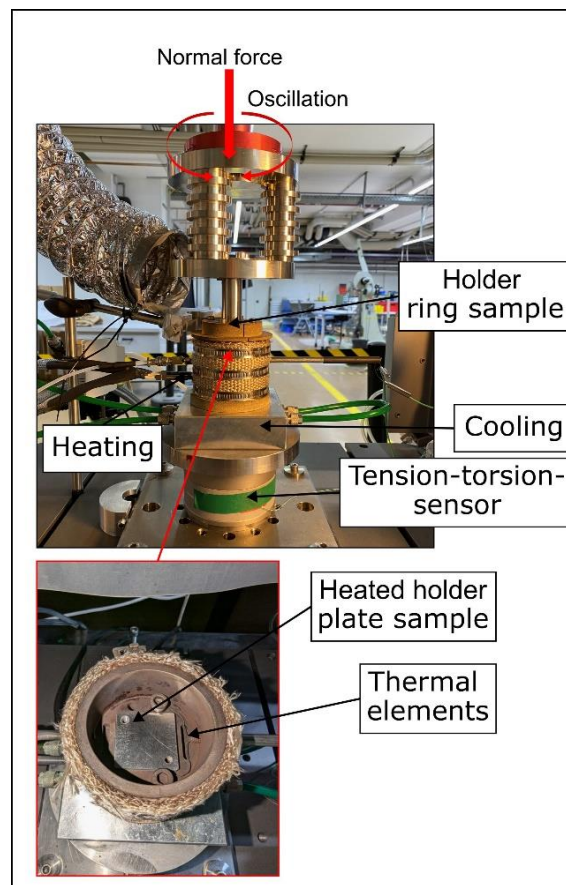 Normal force
Oscillation
Holder
ring sample
Heating
Cooling
Tension-torsion-
sensor
Heated holder
plate sample
Thermal
elements